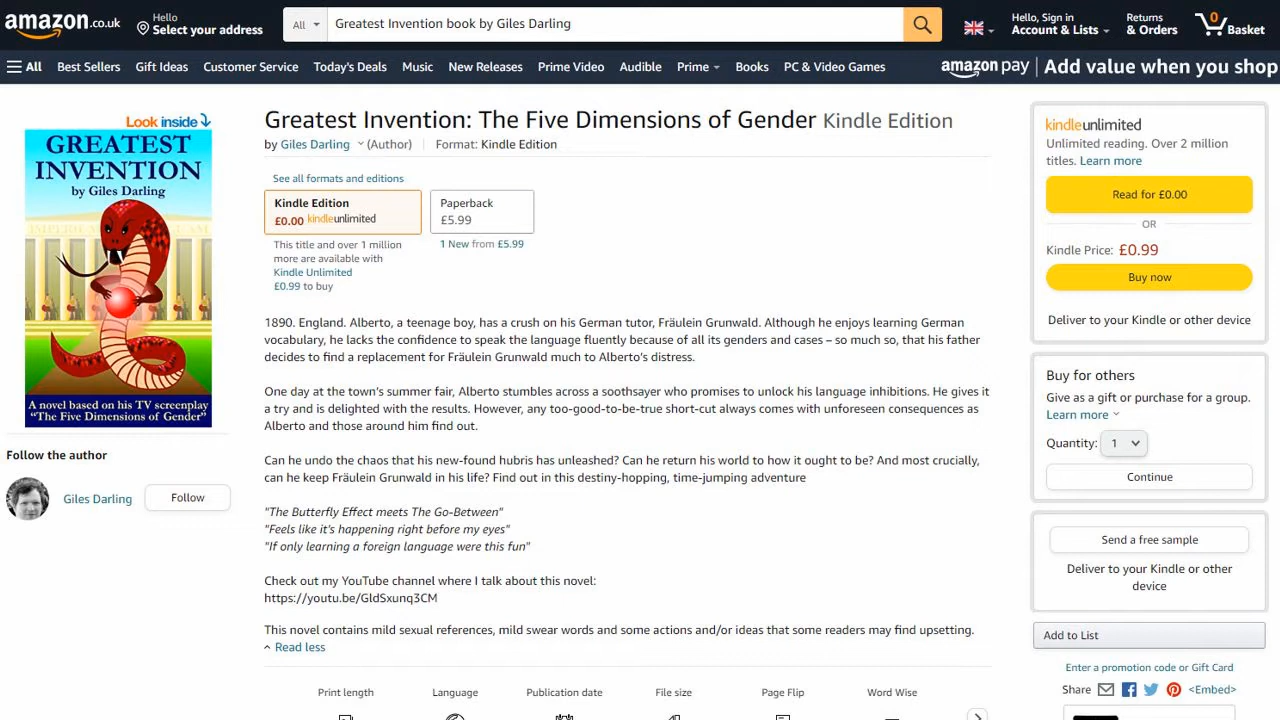 amazon.co.uk
Hello
Select your address
All
Greatest Invention book by Giles Darling
Hello, Sign in
Account & Lists
Returns
& Orders
0
Basket
All
Best Sellers
Gift Ideas
Customer Service
Today's Deals
Music
New Releases
Prime Video
Audible
Prime
Books
PC & Video Games
amazon pay
Add value when you shop
Look inside
GREATEST
INVENTION
by Giles Darling
A novel based on his TV screenplay
"The Five Dimensions of Gender"
Follow the author
Giles Darling
Follow
Greatest Invention: The Five Dimensions of Gender Kindle Edition
by Giles Darling (Author) Format: Kindle Edition
See all formats and editions
Kindle Edition
£0.00 kindleunlimited
This title and over 1 million
more are available with
Kindle Unlimited
£0.99 to buy
Paperback
£5.99
1 New from £5.99
1890. England. Alberto, a teenage boy, has a crush on his German tutor, Fräulein Grunwald. Although he enjoys learning German
vocabulary, he lacks the confidence to speak the language fluently because of all its genders and cases – so much so, that his father
decides to find a replacement for Fräulein Grunwald much to Alberto's distress.
One day at the town's summer fair, Alberto stumbles across a soothsayer who promises to unlock his language inhibitions. He gives it
a try and is delighted with the results. However, any too-good-to-be-true short-cut always comes with unforeseen consequences as
Alberto and those around him find out.
Can he undo the chaos that his new-found hubris has unleashed? Can he return his world to how it ought to be? And most crucially,
can he keep Fräulein Grunwald in his life? Find out in this destiny-hopping, time-jumping adventure
"The Butterfly Effect meets The Go-Between"
"Feels like it's happening right before my eyes"
"If only learning a foreign language were this fun"
Check out my YouTube channel where I talk about this novel:
https://youtu.be/GldSxunq3CM
This novel contains mild sexual references, mild swear words and some actions and/or ideas that some readers may find upsetting.
Read less
Print length
Language
Publication date
File size
Page Flip
Word Wise
kindleunlimited
Unlimited reading. Over 2 million
titles. Learn more
Read for £0.00
OR
Kindle Price: £0.99
Buy now
Deliver to your Kindle or other device
Buy for others
Give as a gift or purchase for a group.
Learn more
Quantity: 1
Continue
Send a free sample
Deliver to your Kindle or other
device
Add to List
Enter a promotion code or Gift Card
Share
<Embed>